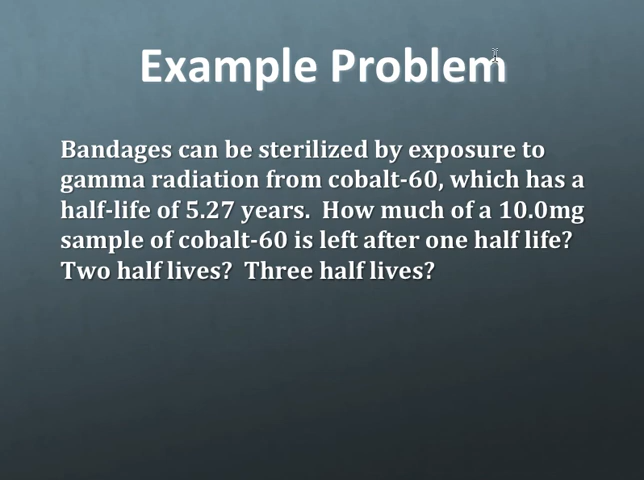 Example Problem
Bandages can be sterilized by exposure to
gamma radiation from cobalt-60, which has a
half-life of 5.27 years.  How much of a 10.0mg
sample of cobalt-60 is left after one half life?
Two half lives?  Three half lives?